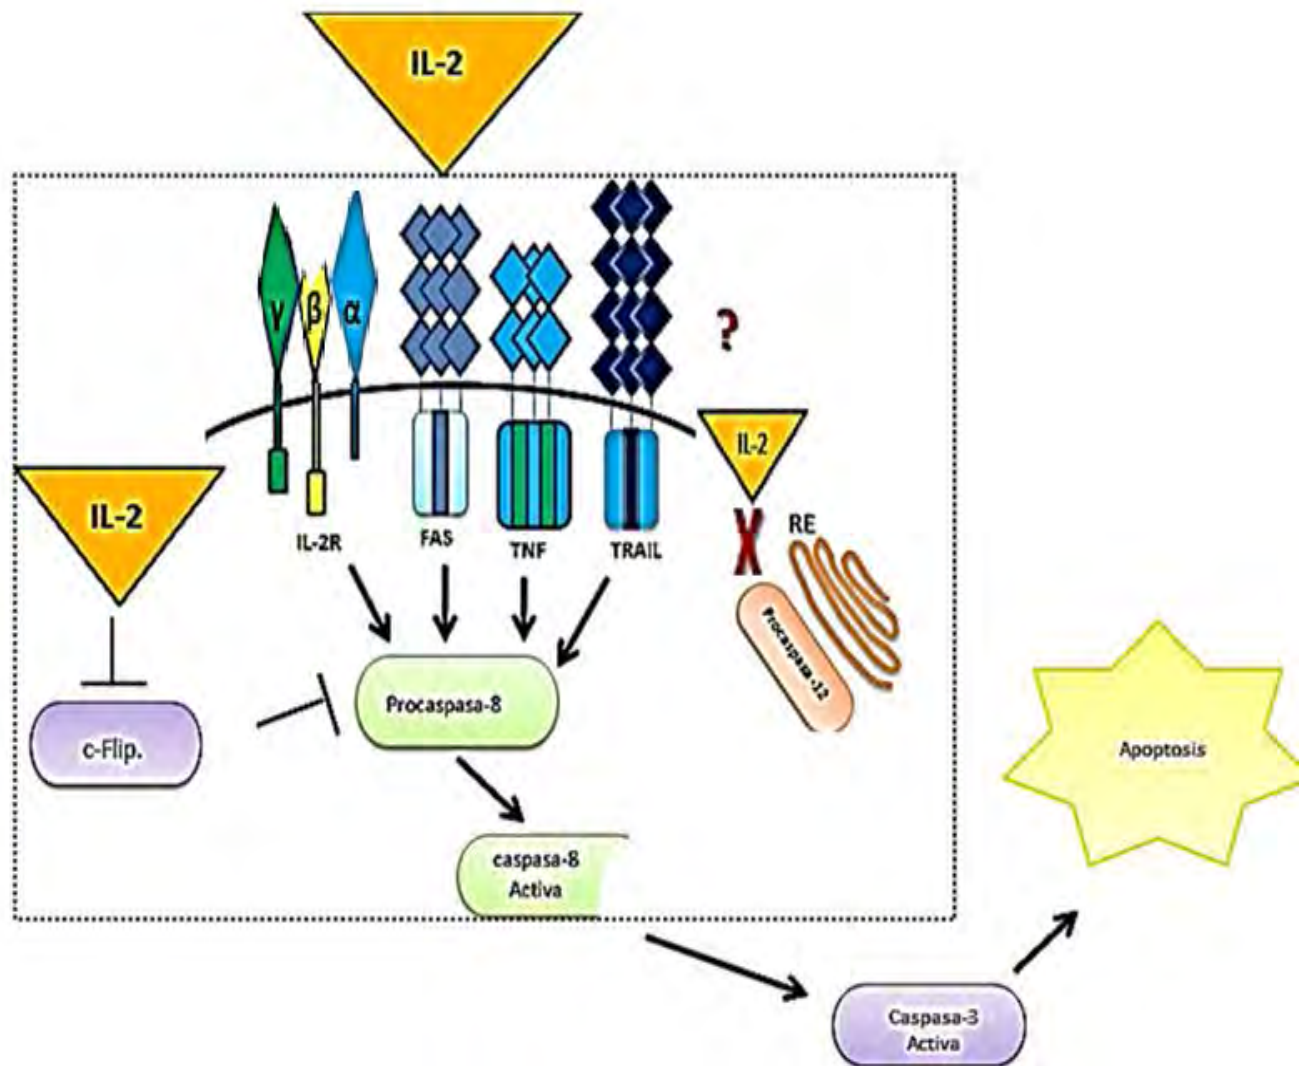 IL-2
γ
β
α
?
IL-2
IL-2
RE
IL-2R
FAS
TNF
TRAIL
Procaspasa-12
Procaspasa-8
c-Flip.
Apoptosis
caspasa-8
Activa
Caspasa-3
Activa